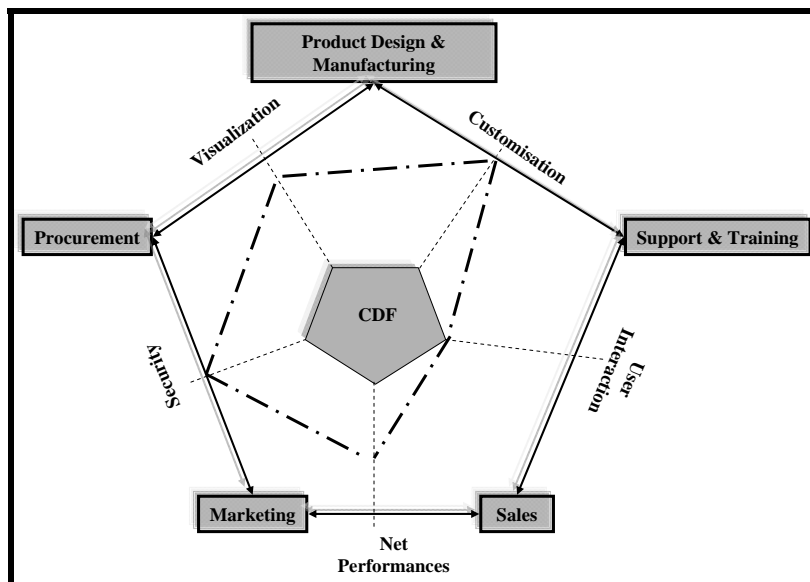 Product Design &
Manufacturing
Visualization
Customisation
Procurement
Support & Training
CDF
Security
User
Interaction
Marketing
Sales
Net
Performances